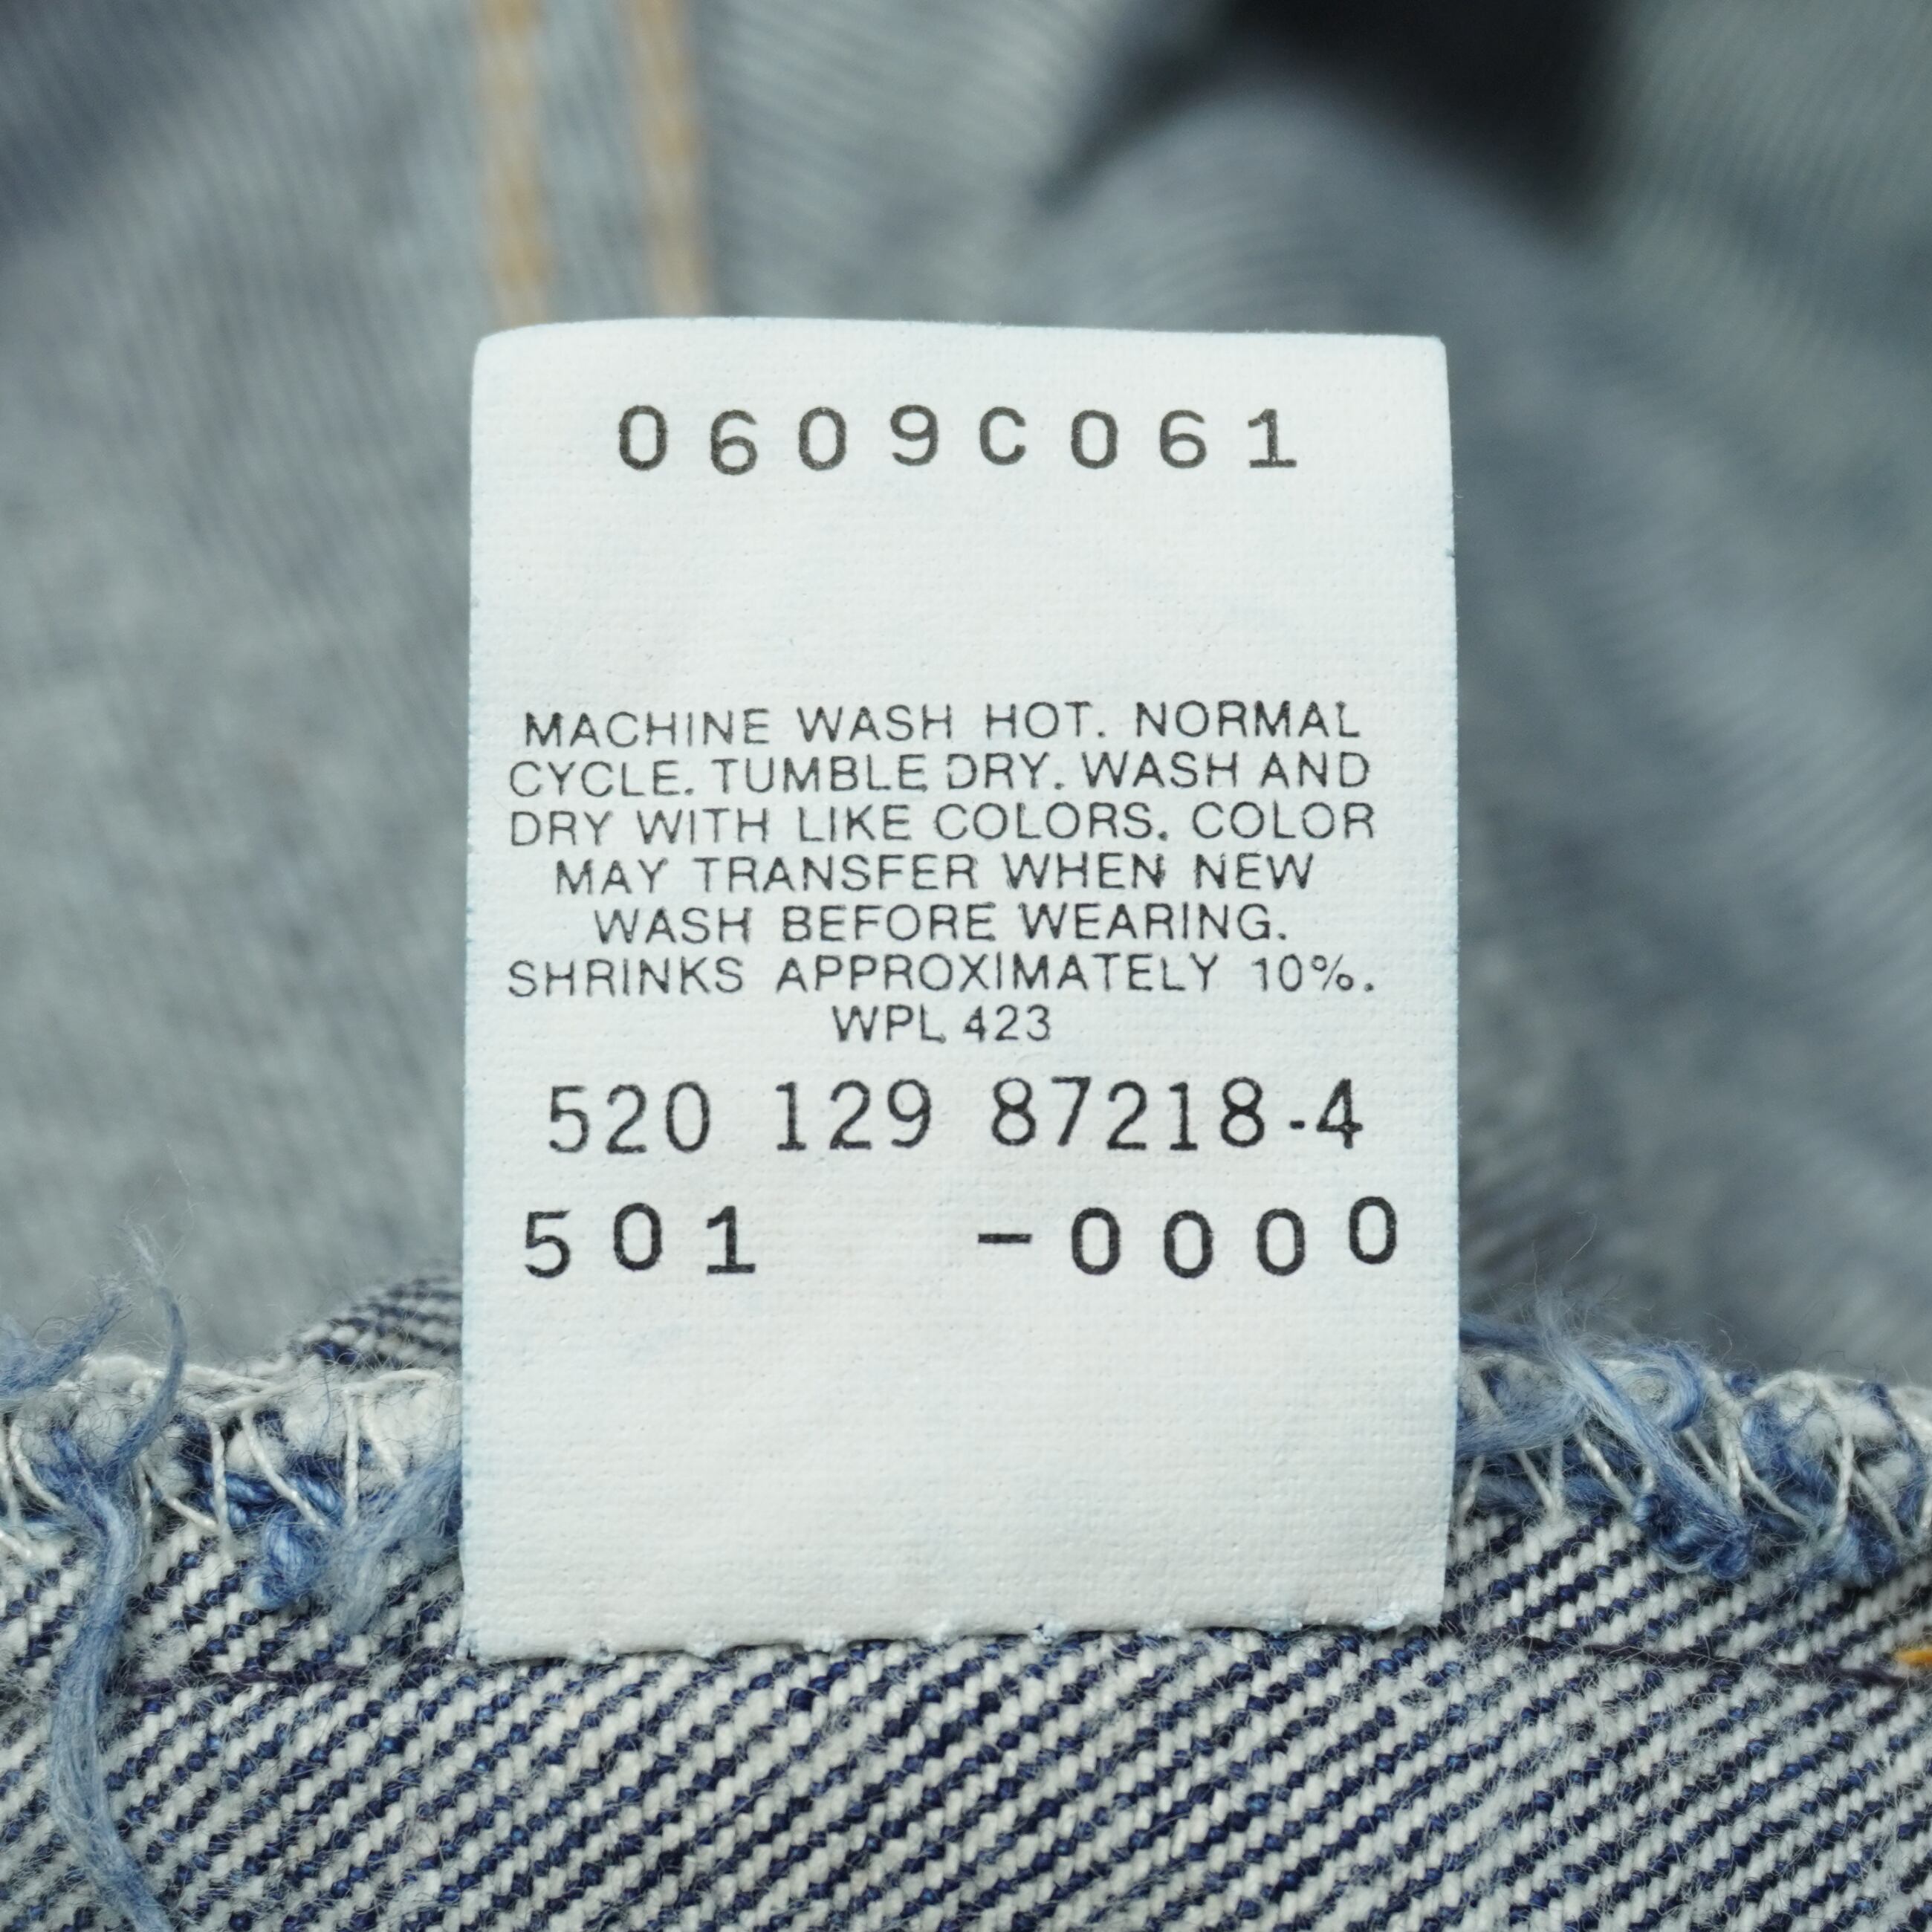 0609C061
MACHINE WASH HOT. NORMAL
CYCLE. TUMBLE DRY. WASH AND
DRY WITH LIKE COLORS. COLOR
MAY TRANSFER WHEN NEW
WASH BEFORE WEARING.
SHRINKS APPROXIMATELY 10%.
WPL 423
520 129 87218-4
501 -0000